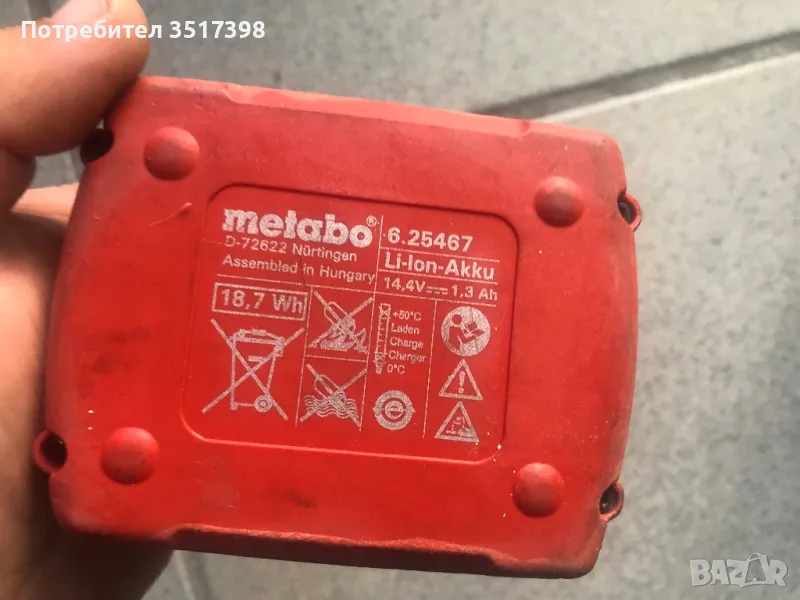 Потребител 3517398
metabo®
D-72622 Nürtingen
Assembled in Hungary
6.25467
Li-Ion-Akku
14,4V 1,3 Ah
18,7 Wh
+50°C
Laden
Charge
Charger
0°C
BAZAR